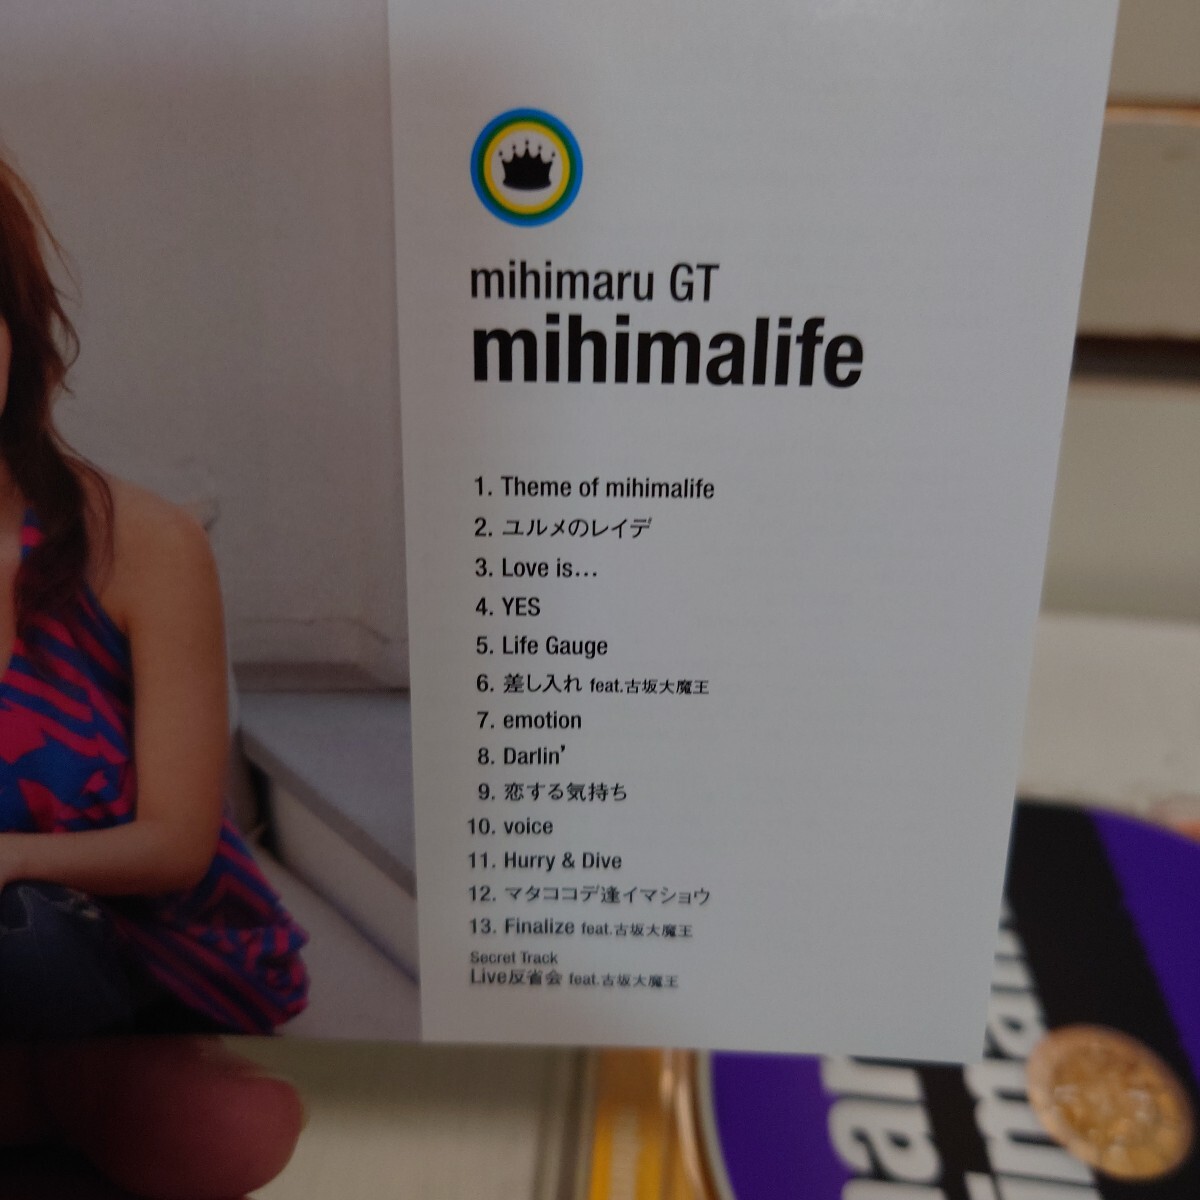 mihimaru GT
mihimalife
1. Theme of mihimalife
2. ユルメのレイデ
3. Love is...
4. YES
5. Life Gauge
6. 差し入れ feat.古坂大魔王
7. emotion
8. Darlin’
9. 恋する気持ち
10. voice
11. Hurry & Dive
12. マタココデ逢イマショウ
13. Finalize feat.古坂大魔王
Secret Track
Live反省会 feat.古坂大魔王